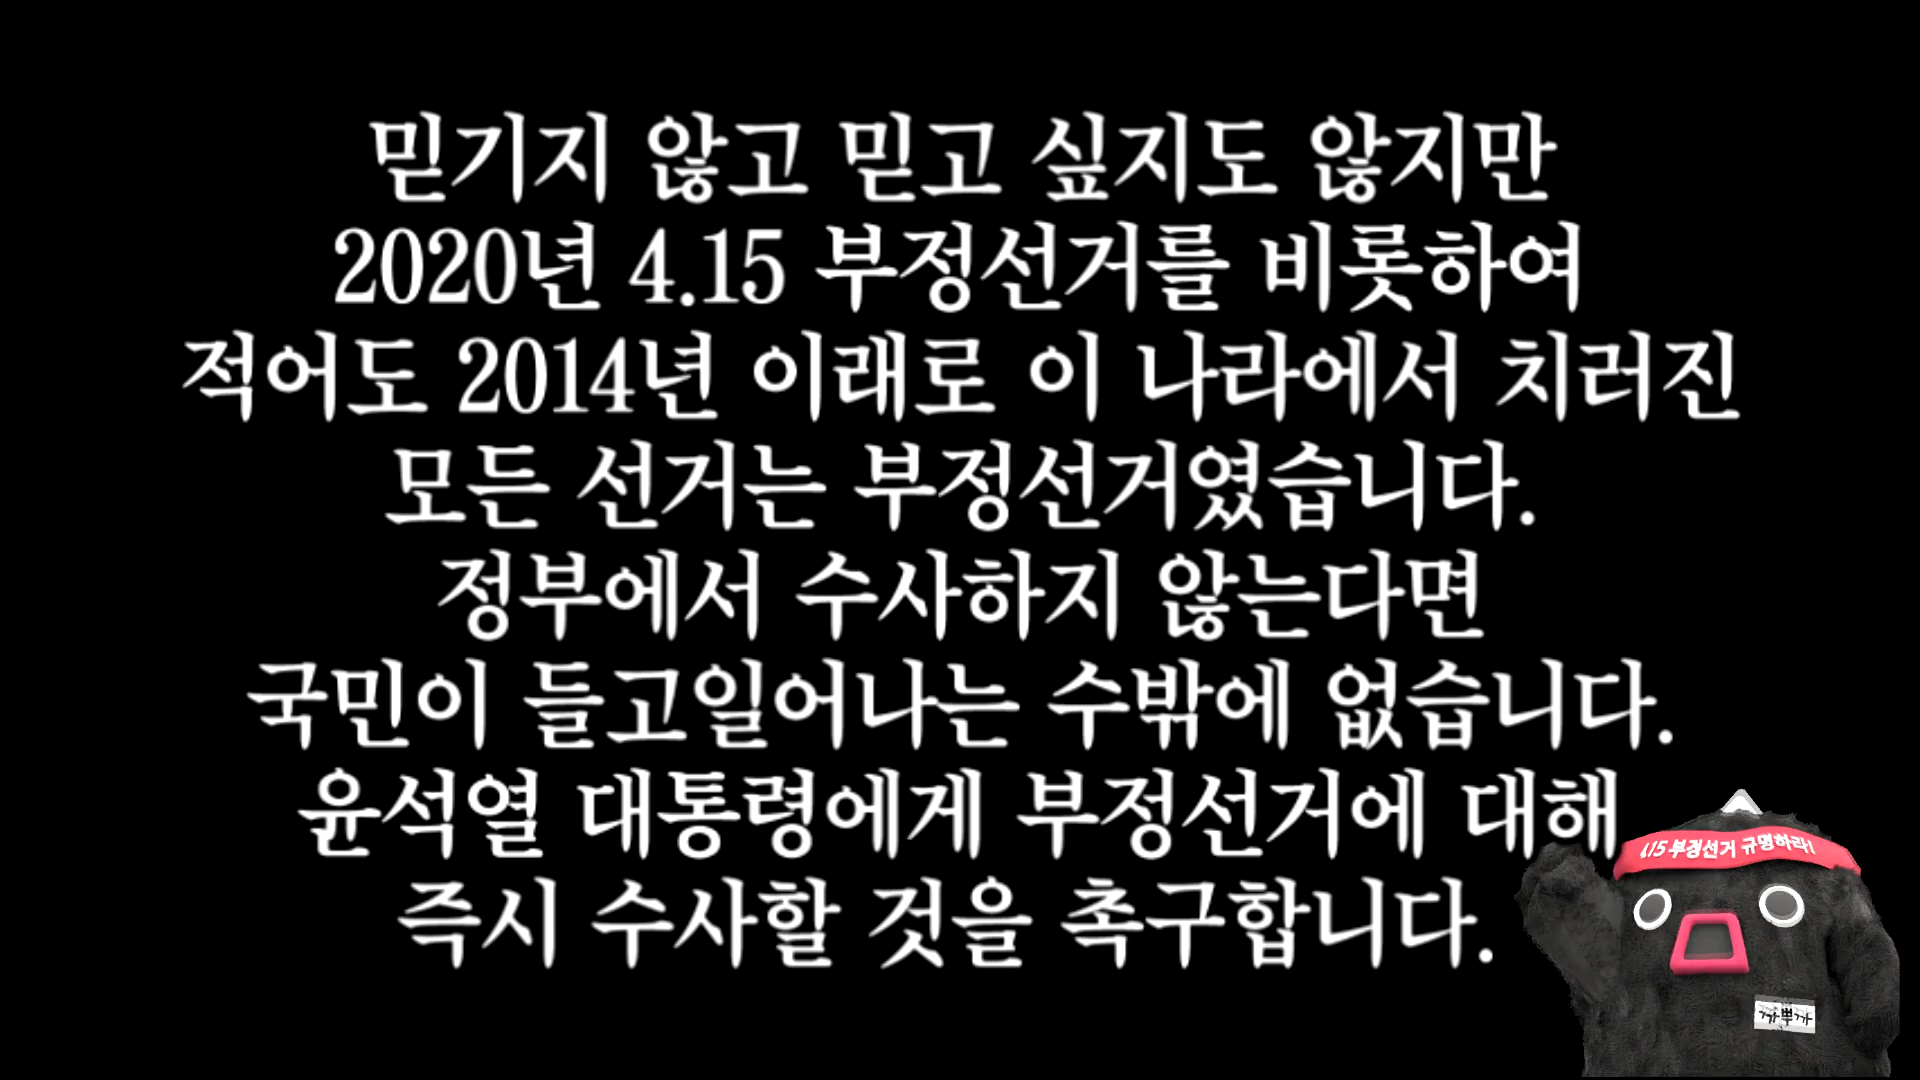 믿기지 않고 믿고 싶지도 않지만
2020년 4.15 부정선거를 비롯하여
적어도 2014년 이래로 이 나라에서 치러진
모든 선거는 부정선거였습니다.
정부에서 수사하지 않는다면
국민이 들고일어나는 수밖에 없습니다.
윤석열 대통령에게 부정선거에 대해
즉시 수사할 것을 촉구합니다.
4.15 부정선거 규명하라!
까뿌까